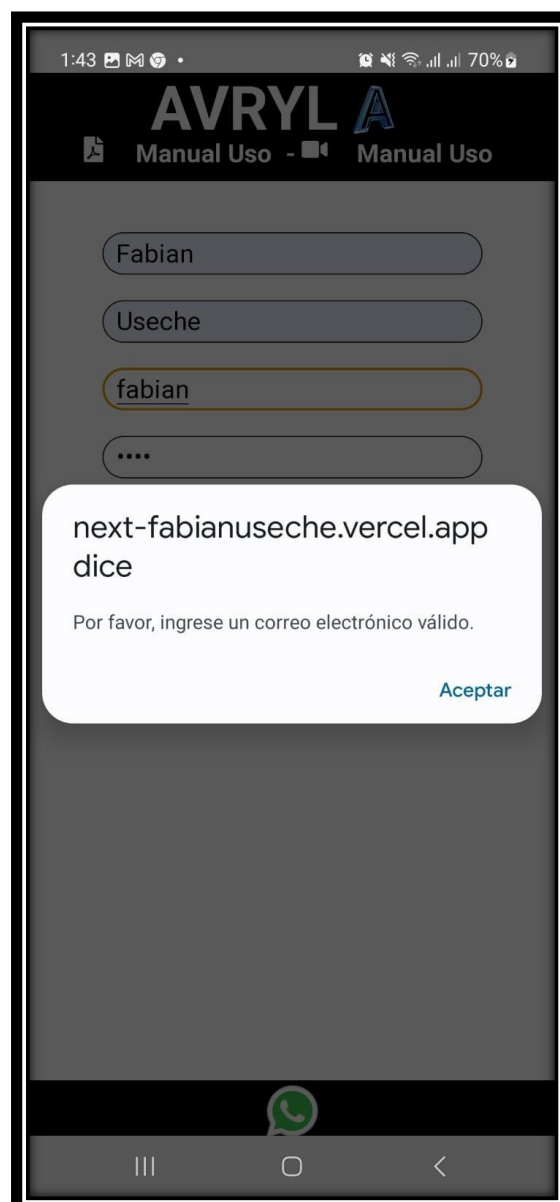 1:43 70%
AVRYL A
Manual Uso - Manual Uso
Fabian
Useche
fabian
••••
next-fabianuseche.vercel.app
dice
Por favor, ingrese un correo electrónico válido.
Aceptar